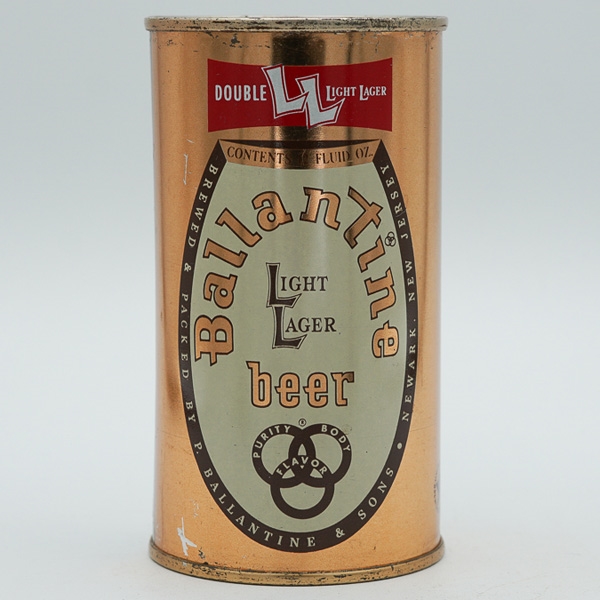 DOUBLE LL LIGHT LAGER
CONTENTS FLUID OZ.
Ballantine
LIGHT
LAGER
beer
PURITY BODY
FLAVOR
BREWED & PACKED BY P. BALLANTINE & SONS • NEWARK, NEW JERSEY